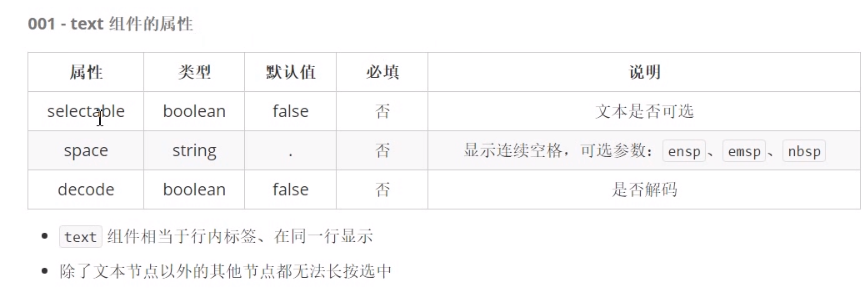 001 - text 组件的属性
属性 类型 默认值 必填 说明
selectable boolean false 否 文本是否可选
space string . 否 显示连续空格，可选参数：ensp、emsp、nbsp
decode boolean false 否 是否解码
text 组件相当于行内标签、在同一行显示
除了文本节点以外的其他节点都无法长按选中